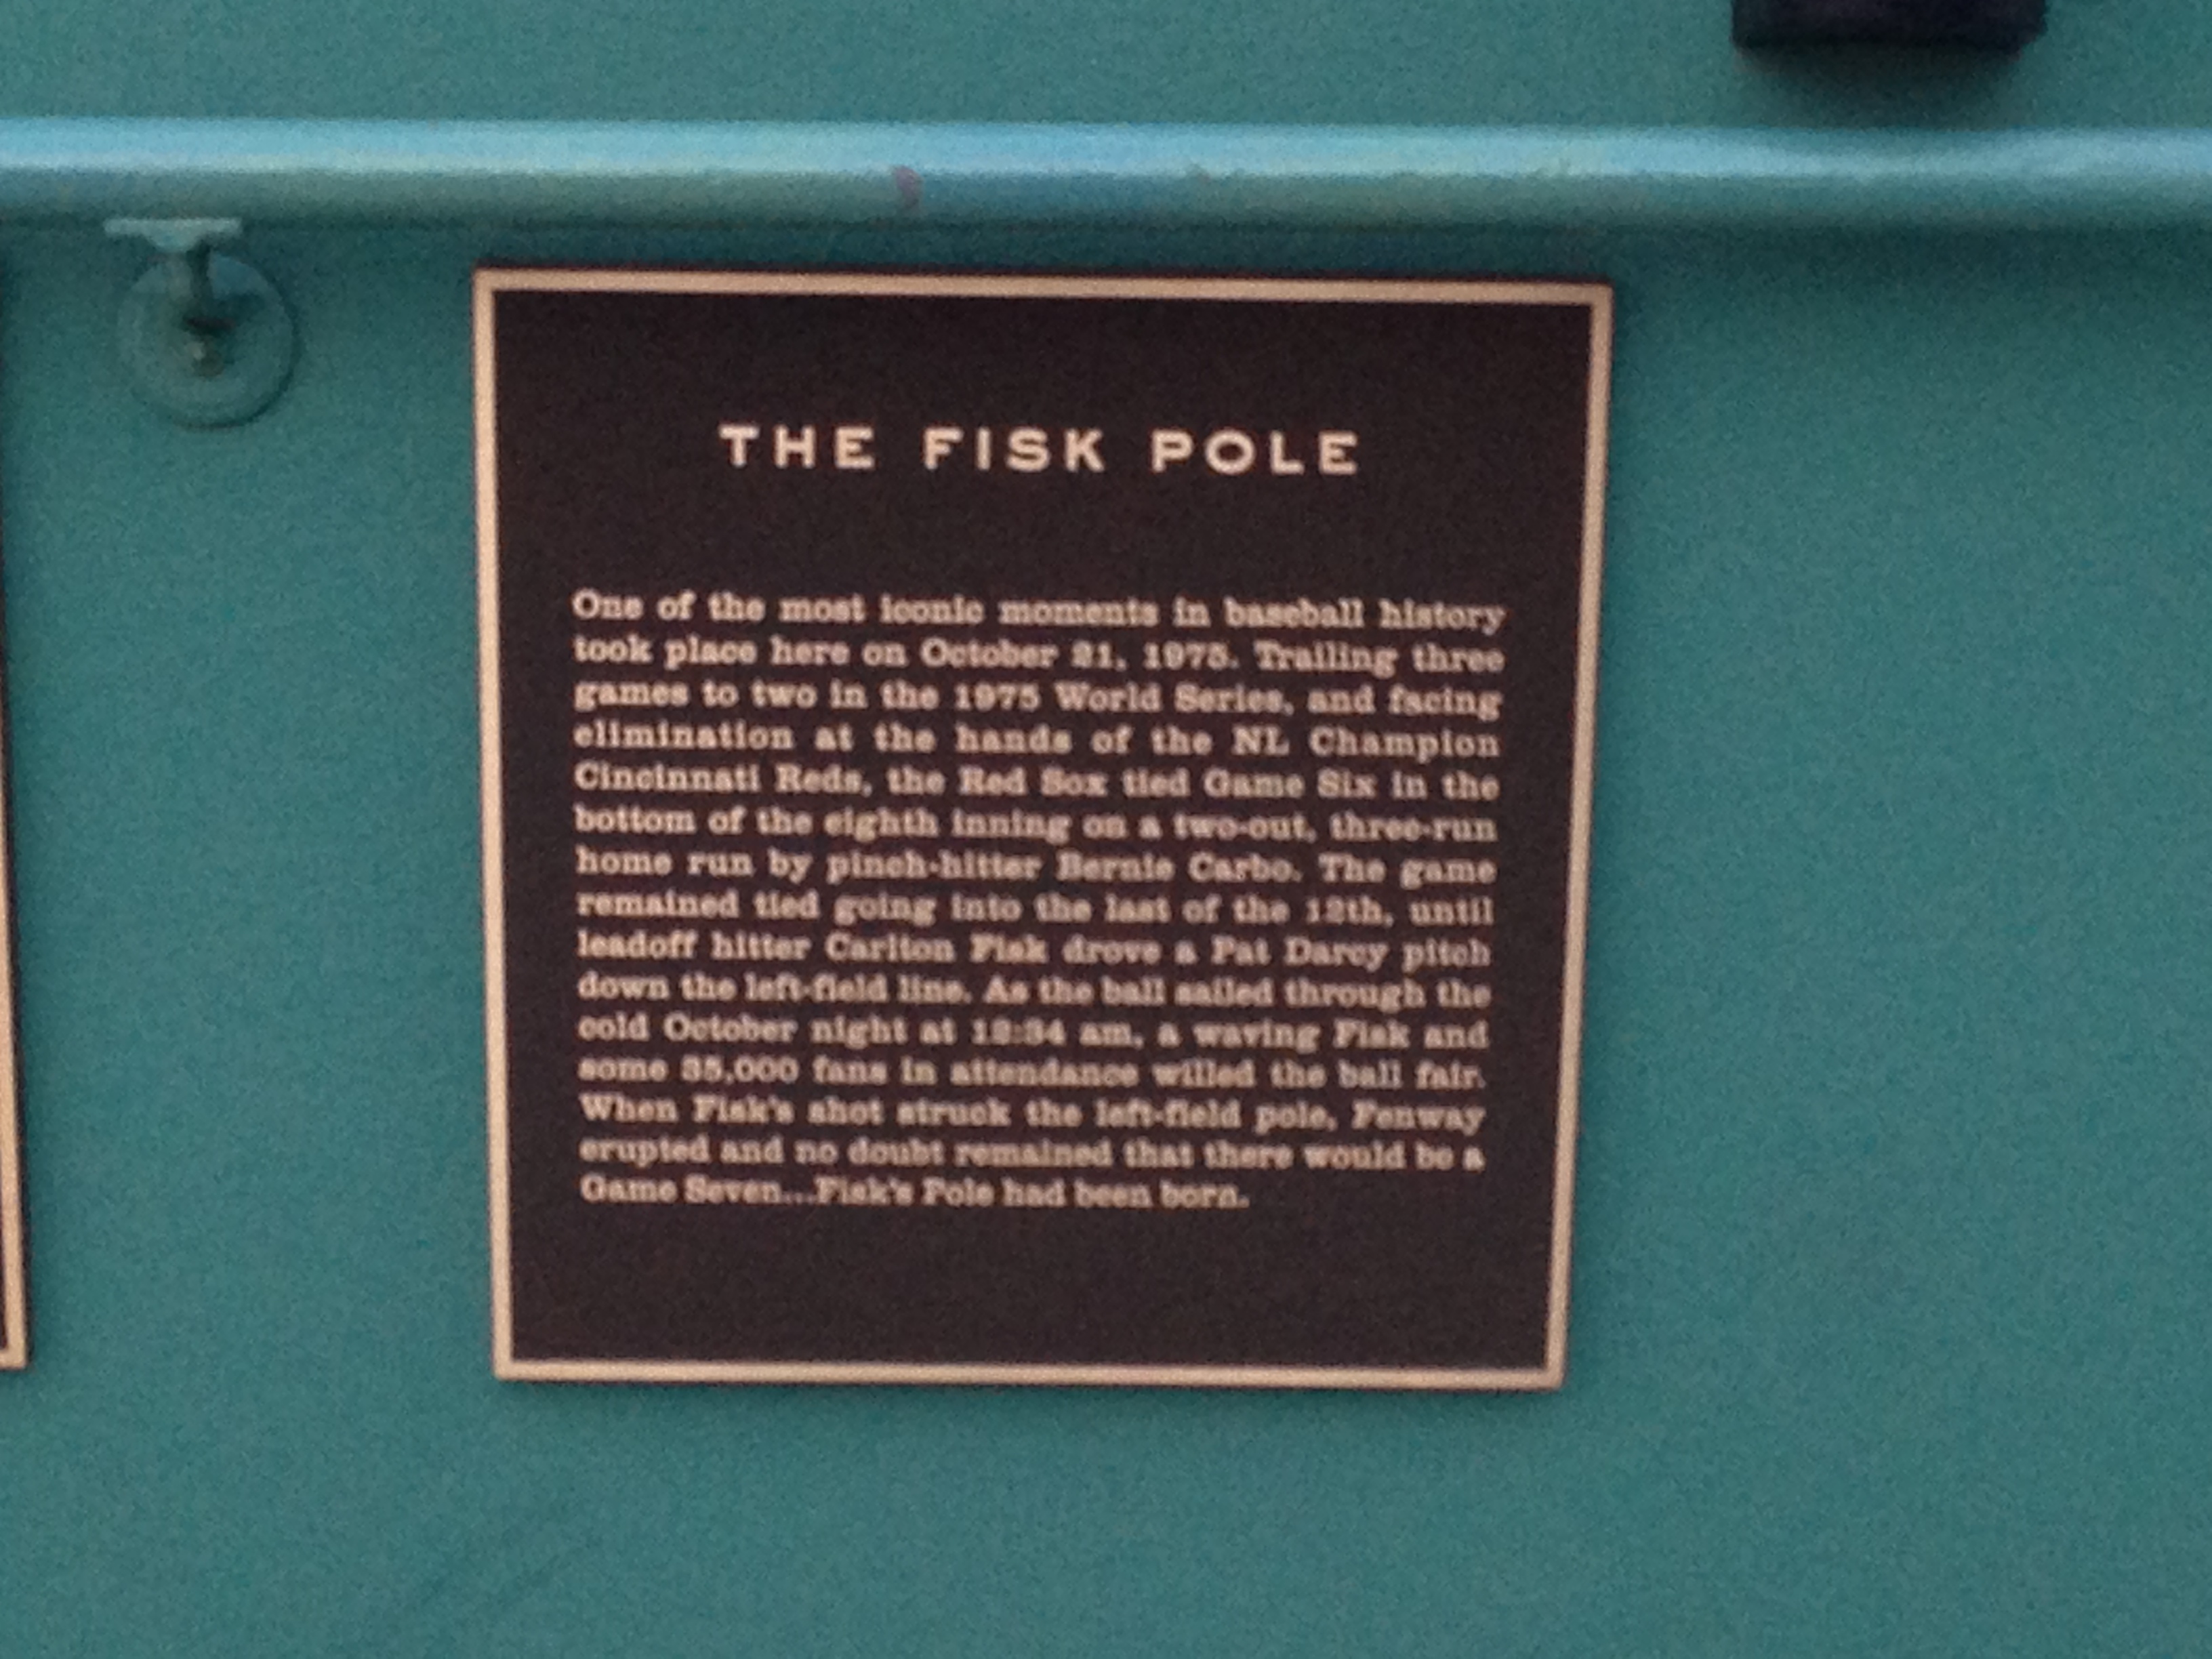 THE FISK POLE
One of the most iconic moments in baseball history
took place here on October 21, 1975. Trailing three
games to two in the 1975 World Series, and facing
elimination at the hands of the NL Champion
Cincinnati Reds, the Red Sox tied Game Six in the
bottom of the eighth inning on a two-out, three-run
home run by pinch-hitter Bernie Carbo. The game
remained tied going into the last of the 12th, until
leadoff hitter Carlton Fisk drove a Pat Darcy pitch
down the left-field line. As the ball sailed through the
cold October night at 12:34 am, a waving Fisk and
some 35,000 fans in attendance willed the ball fair.
When Fisk's shot struck the left-field pole, Fenway
erupted and no doubt remained that there would be a
Game Seven...Fisk's Pole had been born.